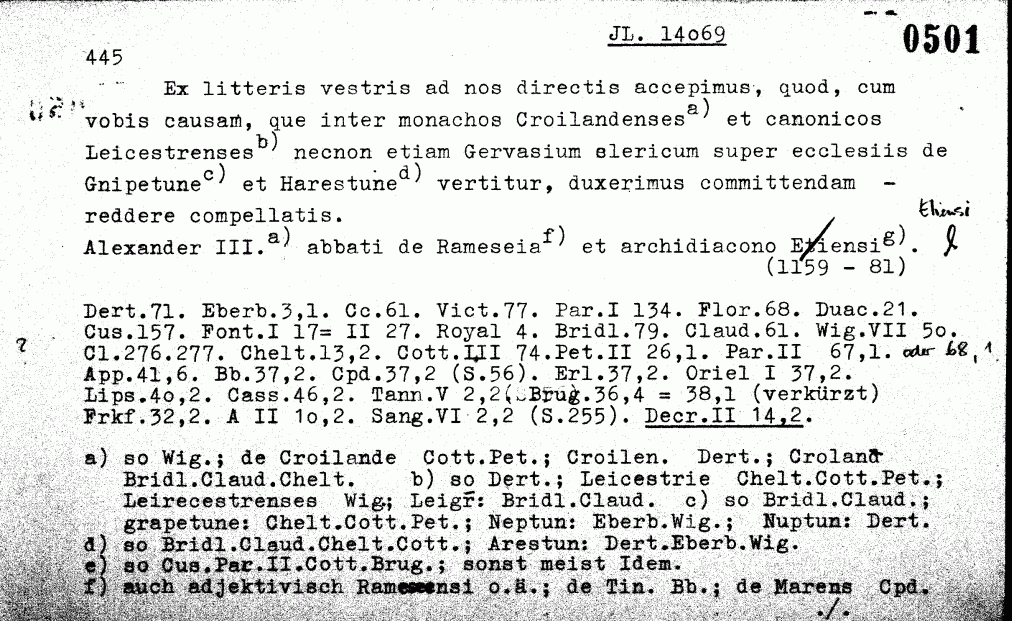 JL. 14o69
0501
445
Ex litteris vestris ad nos directis accepimus, quod, cum
vobis causam, que inter monachos Croilandenses a) et canonicos
Leicestrenses b) necnon etiam Gervasium clericum super ecclesiis de
Gnipetune c) et Harestune d) vertitur, duxerimus committendam -
reddere compellatis.
Eliensi
Alexander III. a) abbati de Rameseia f) et archidiacono Etiensi g). l
(1159 - 81)
Dert.71. Eberb.3,1. Cc.61. Vict.77. Par.I 134. Flor.68. Duac.21.
Cus.157. Font.I 17= II 27. Royal 4. Bridl.79. Claud.61. Wig.VII 5o.
? Cl.276.277. Chelt.13,2. Cott.III 74.Pet.II 26,1. Par.II 67,1. oder 68,1
App.41,6. Bb.37,2. Cpd.37,2 (S.56). Erl.37,2. Oriel I 37,2.
Lips.4o,2. Cass.46,2. Tann.V 2,2(Brug.36,4 = 38,1 (verkürzt)
Frkf.32,2. A II 1o,2. Sang.VI 2,2 (S.255). Decr.II 14,2.
a) so Wig.; de Croilande Cott.Pet.; Croilen. Dert.; Croland
Bridl.Claud.Chelt. b) so Dert.; Leicestrie Chelt.Cott.Pet.;
Leirecestrenses Wig; Leigr̄: Bridl.Claud. c) so Bridl.Claud.;
grapetune: Chelt.Cott.Pet.; Neptun: Eberb.Wig.; Nuptun: Dert.
d) so Bridl.Claud.Chelt.Cott.; Arestun: Dert.Eberb.Wig.
e) so Cus.Par.II.Cott.Brug.; sonst meist Idem.
f) auch adjektivisch Ramesensi o.ä.; de Tin. Bb.; de Marens Cpd.
./.